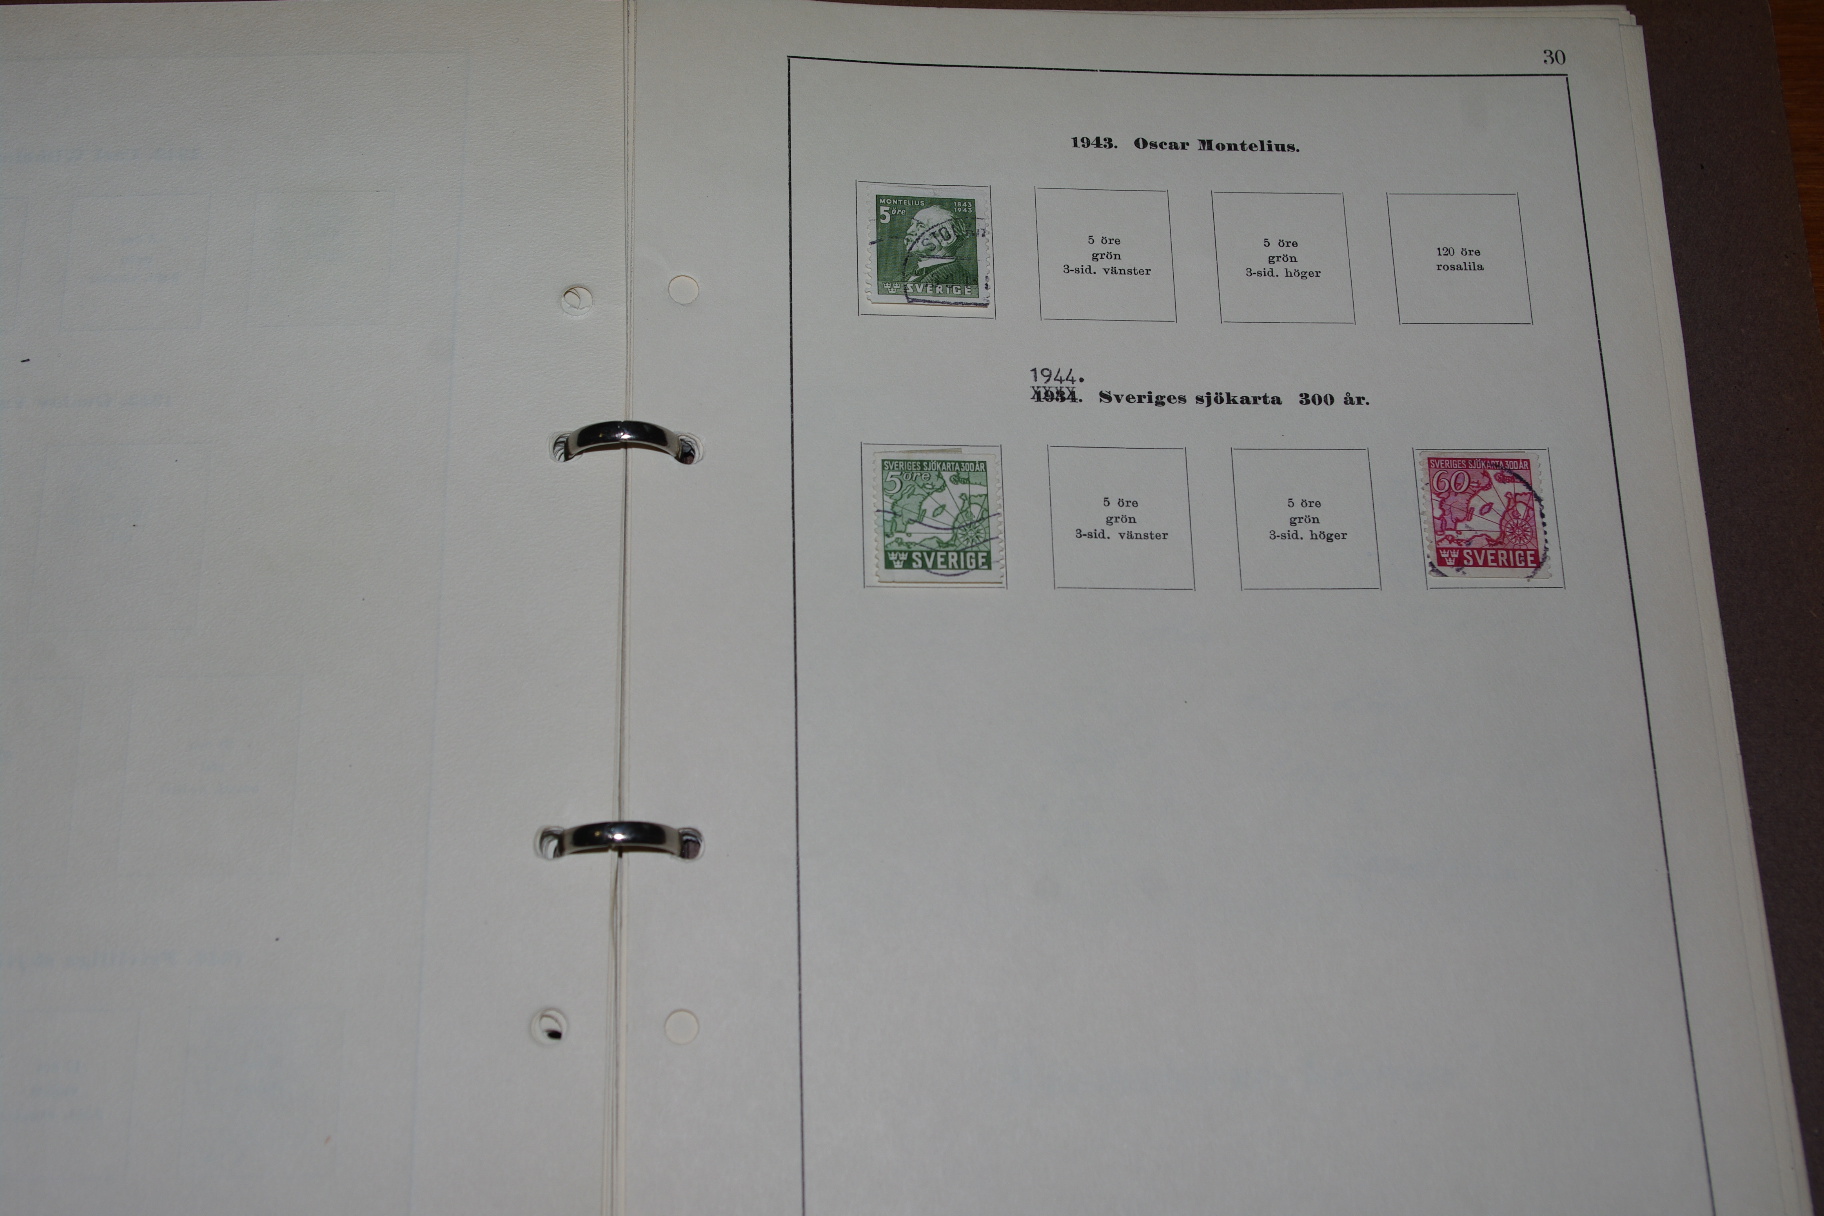 30
1943. Oscar Montelius.
MONTELIUS 1843
5 öre 1943
SVERIGE
5 öre
grön
3-sid. vänster
5 öre
grön
3-sid. höger
120 öre
rosalila
1944.
1934. Sveriges sjökarta 300 år.
SVERIGES SJÖKARTA 300 ÅR
5 öre
SVERIGE
5 öre
grön
3-sid. vänster
5 öre
grön
3-sid. höger
SVERIGES SJÖKARTA 300 ÅR
60
SVERIGE